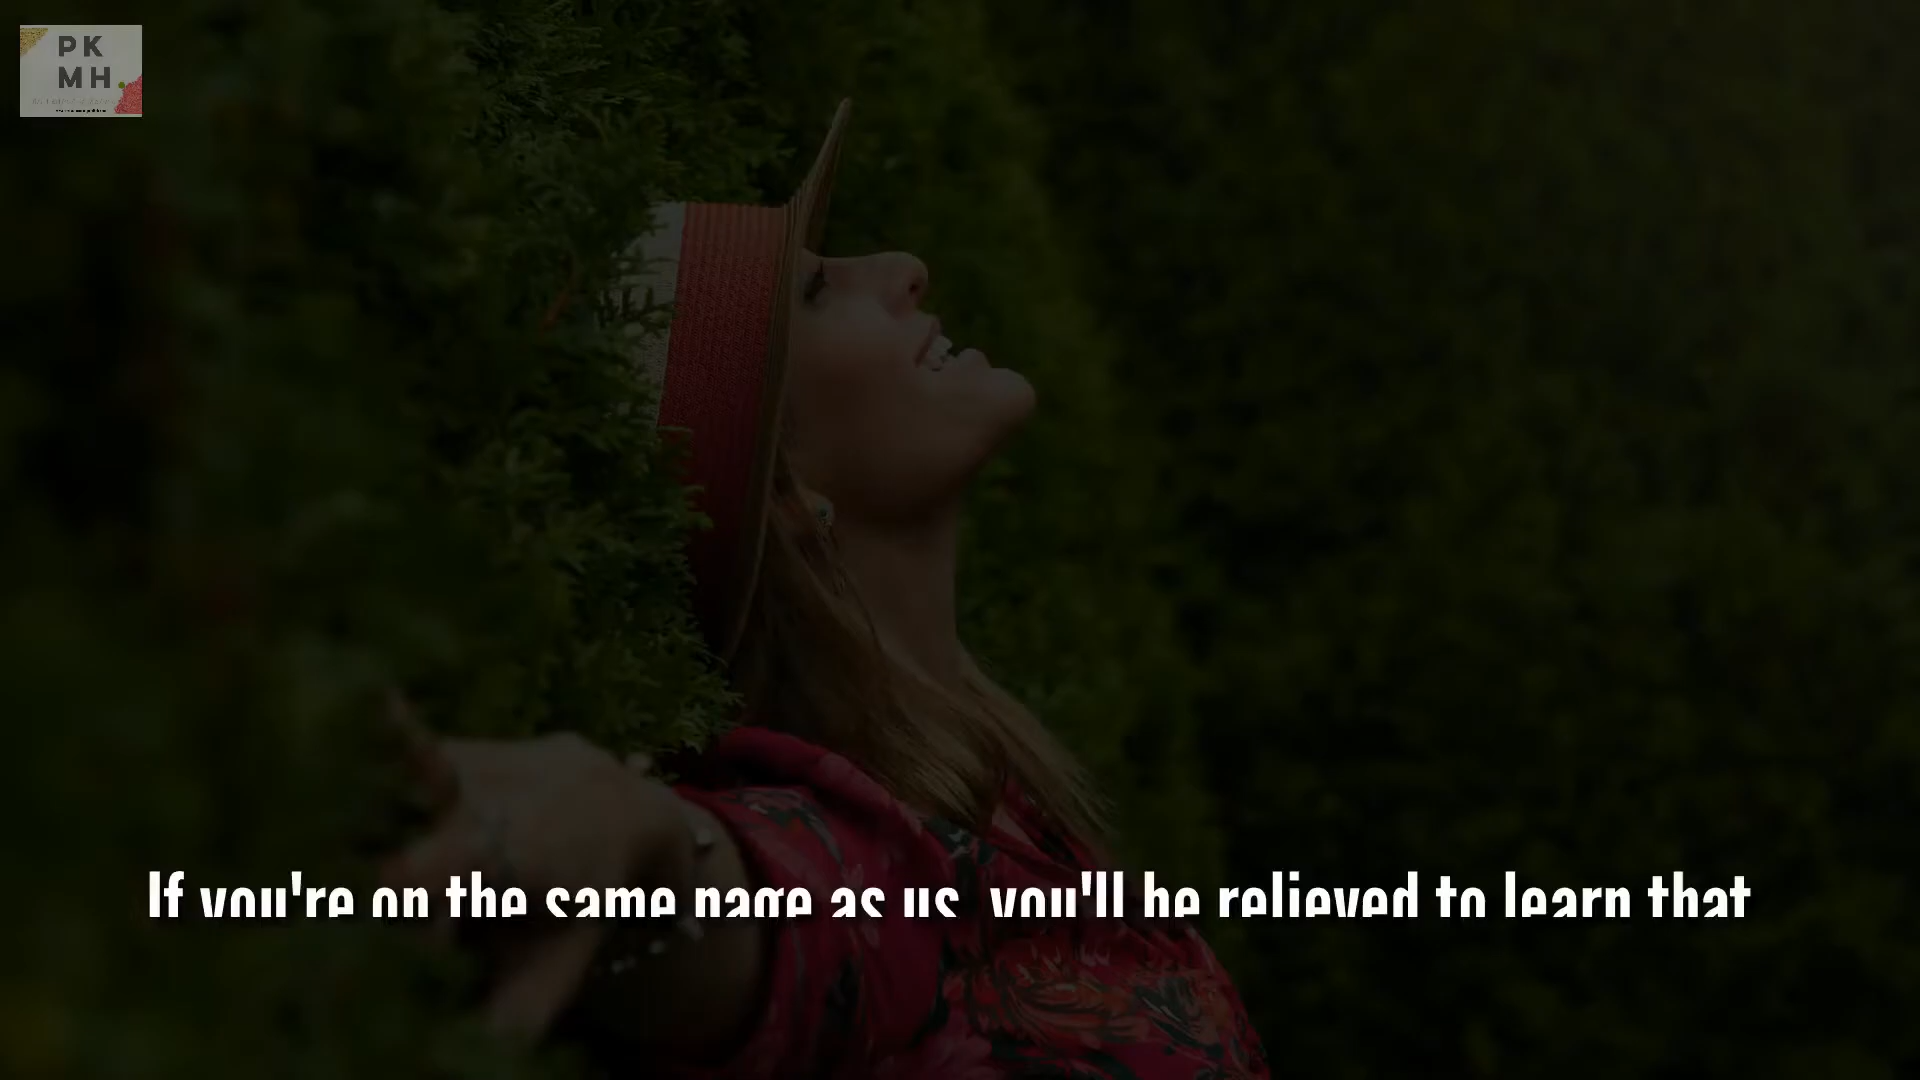 PK
MH.
If you're on the same page as us, you'll be relieved to learn that